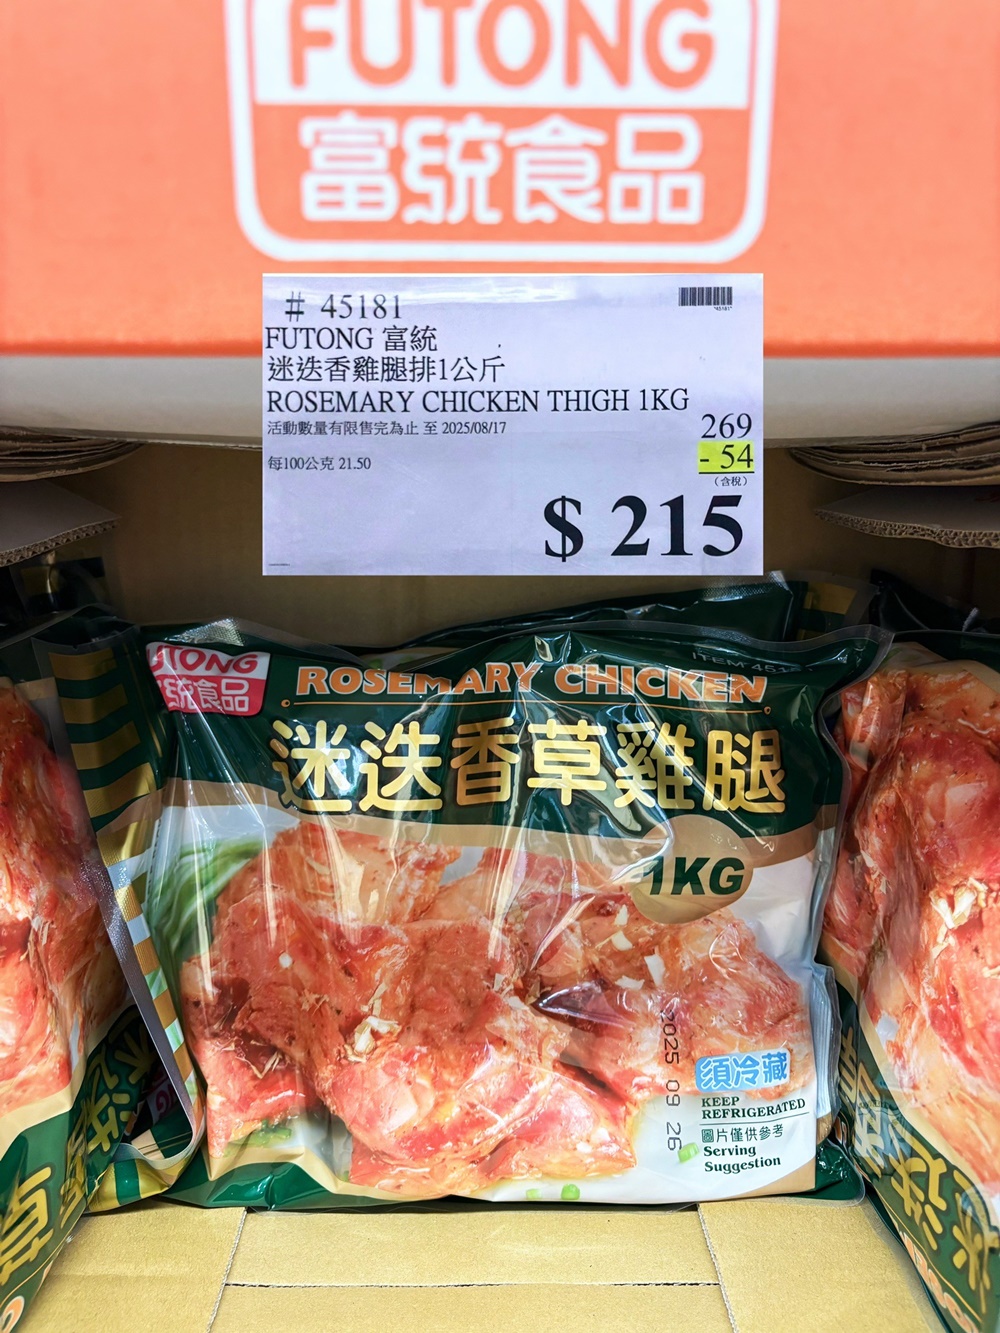 FUTONG
富統食品
# 45181
FUTONG 富統
迷迭香雞腿排1公斤
ROSEMARY CHICKEN THIGH 1KG
活動數量有限售完為止 至 2025/08/17
269
- 54
每100公克 21.50
(含稅)
$ 215
統食品
ROSEMARY CHICKEN
迷迭香草雞腿
1KG
2025 09 26
須冷藏
KEEP
REFRIGERATED
圖片僅供參考
Serving
Suggestion